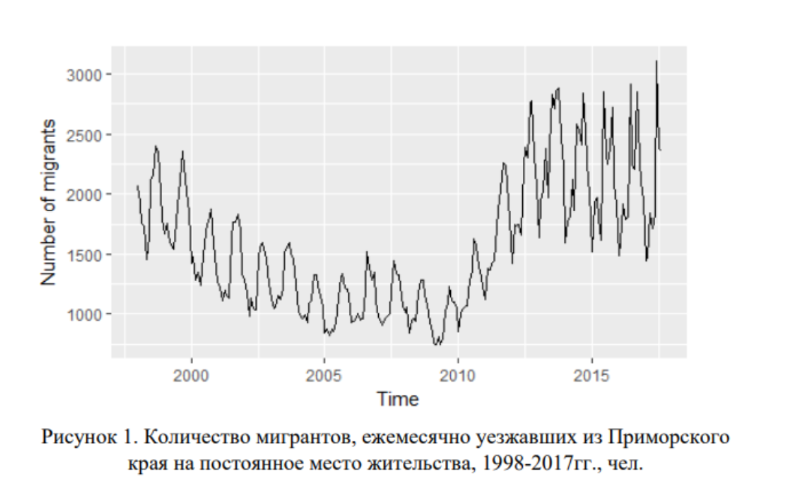 3000
2500
2000
1500
1000
Number of migrants
2000 2005 2010 2015
Time
Рисунок 1. Количество мигрантов, ежемесячно уезжавших из Приморского
края на постоянное место жительства, 1998-2017гг., чел.